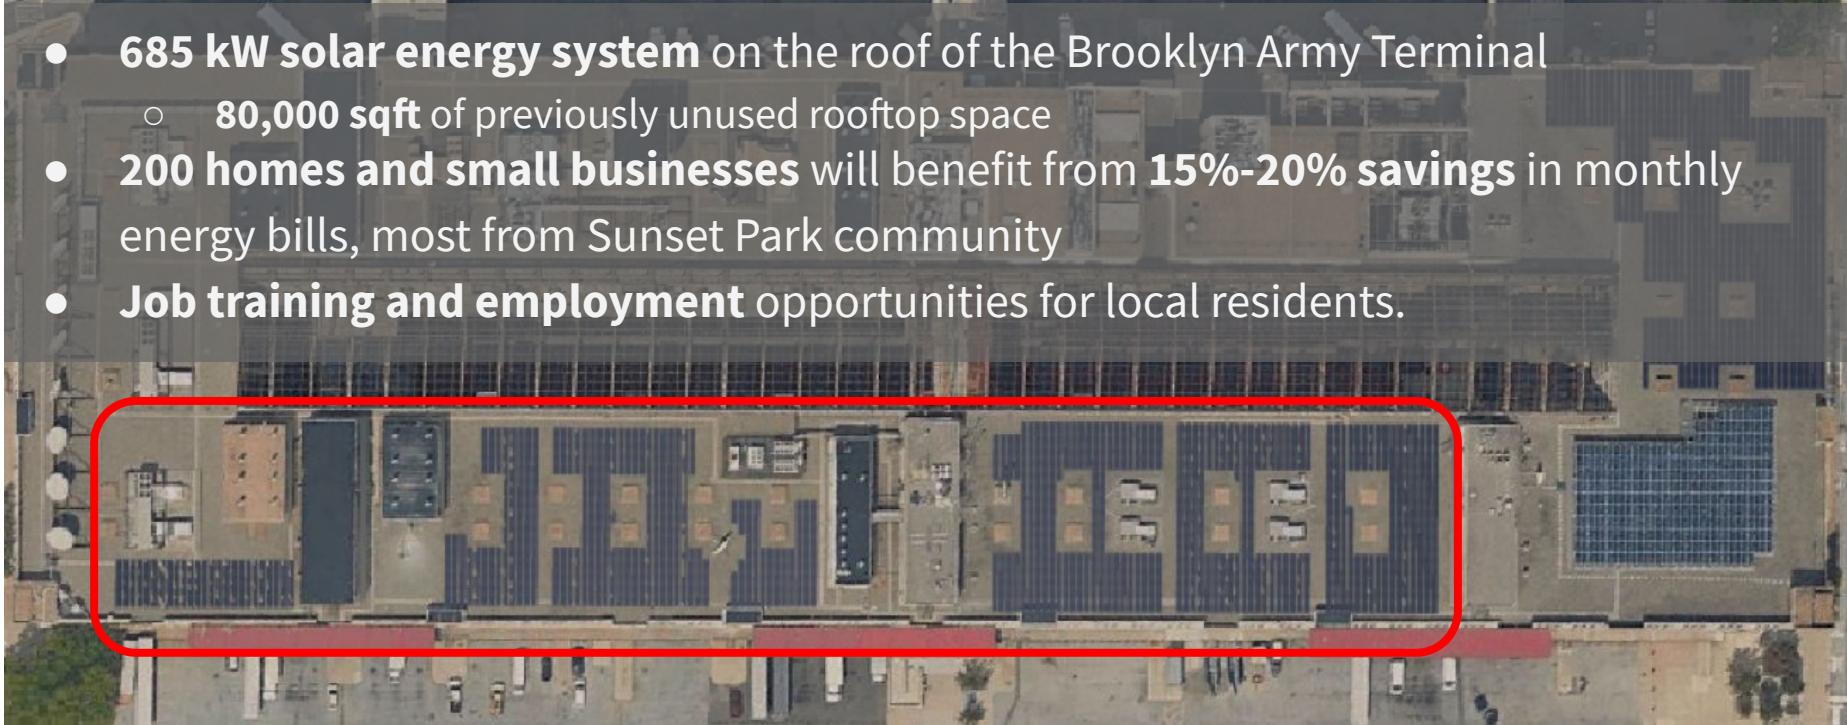 ● 685 kW solar energy system on the roof of the Brooklyn Army Terminal
○ 80,000 sqft of previously unused rooftop space
● 200 homes and small businesses will benefit from 15%-20% savings in monthly
energy bills, most from Sunset Park community
● Job training and employment opportunities for local residents.